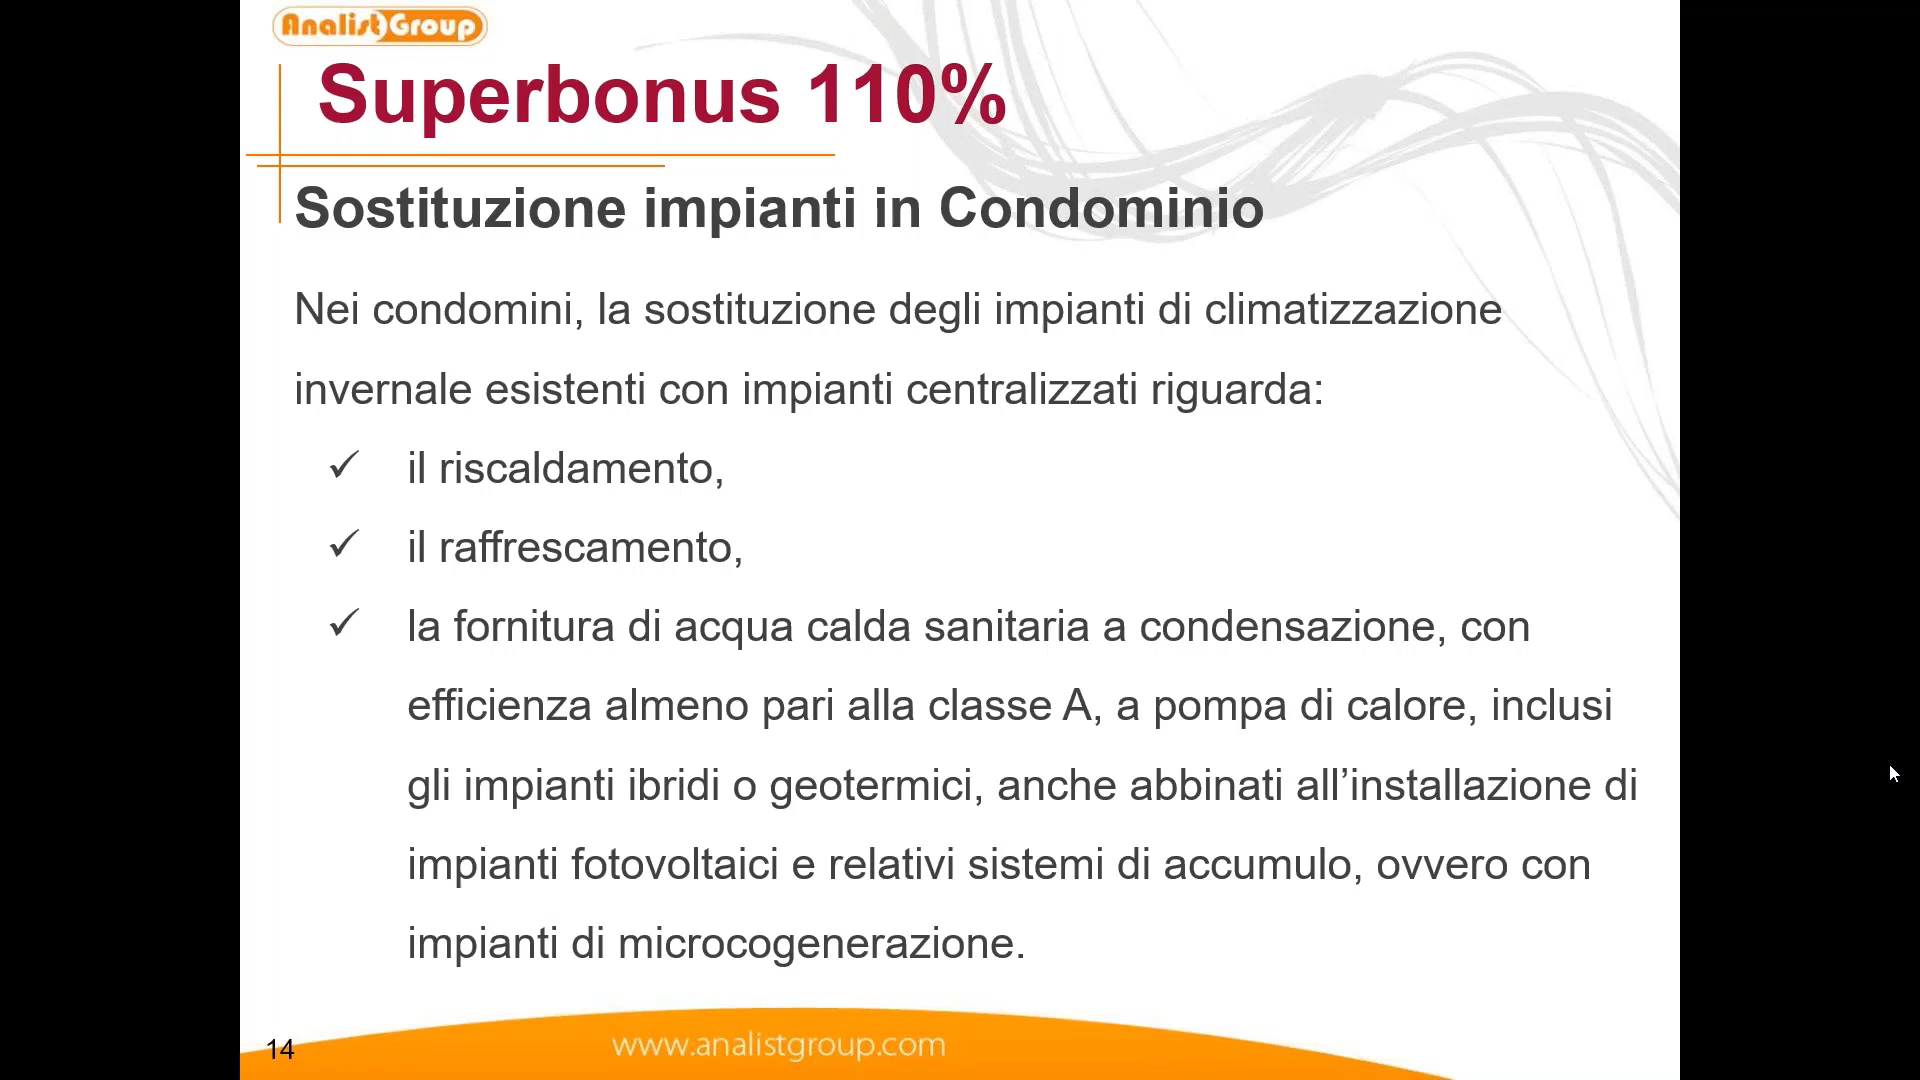 AnalistGroup
Superbonus 110%
Sostituzione impianti in Condominio
Nei condomini, la sostituzione degli impianti di climatizzazione
invernale esistenti con impianti centralizzati riguarda:
✓ il riscaldamento,
✓ il raffrescamento,
✓ la fornitura di acqua calda sanitaria a condensazione, con
efficienza almeno pari alla classe A, a pompa di calore, inclusi
gli impianti ibridi o geotermici, anche abbinati all’installazione di
impianti fotovoltaici e relativi sistemi di accumulo, ovvero con
impianti di microcogenerazione.
www.analistgroup.com
14